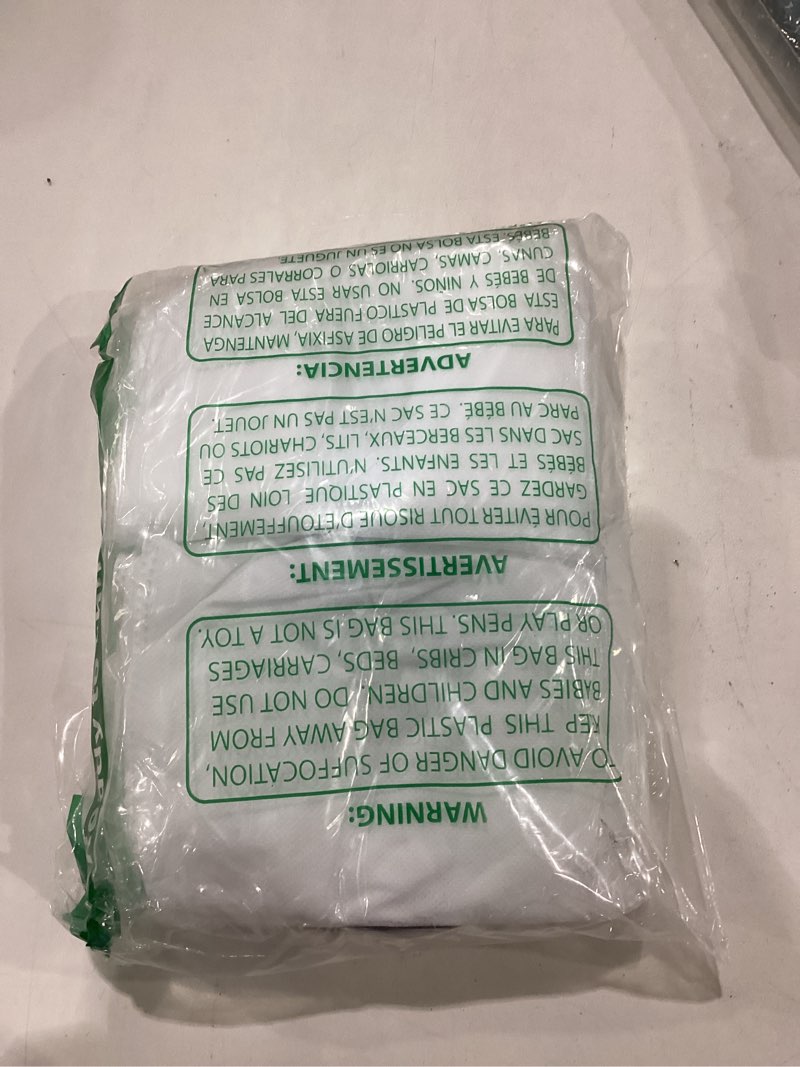 WARNING:
TO AVOID DANGER OF SUFFOCATION,
KEP THIS PLASTIC BAG AWAY FROM
BABIES AND CHILDREN. DO NOT USE
THIS BAG IN CRIBS, BEDS, CARRIAGES
OR PLAY PENS. THIS BAG IS NOT A TOY.
AVERTISSEMENT:
POUR ÉVITER TOUT RISQUE D'ÉTOUFFEMENT,
GARDEZ CE SAC EN PLASTIQUE LOIN DES
BÉBÉS ET LES ENFANTS. N'UTILISEZ PAS CE
SAC DANS LES BERCEAUX, LITS, CHARIOTS OU
PARC AU BÉBÉ. CE SAC N'EST PAS UN JOUET.
ADVERTENCIA:
PARA EVITAR EL PELIGRO DE ASFIXIA, MANTENGA
ESTA BOLSA DE PLASTICO FUERA DEL ALCANCE
DE BEBÉS Y NINOS. NO USAR ESTA BOLSA EN
CUNAS, CAMAS, CARRIOLAS O CORRALES PARA
BEBÉS. ESTA BOLSA NO ES UN JUGUETE